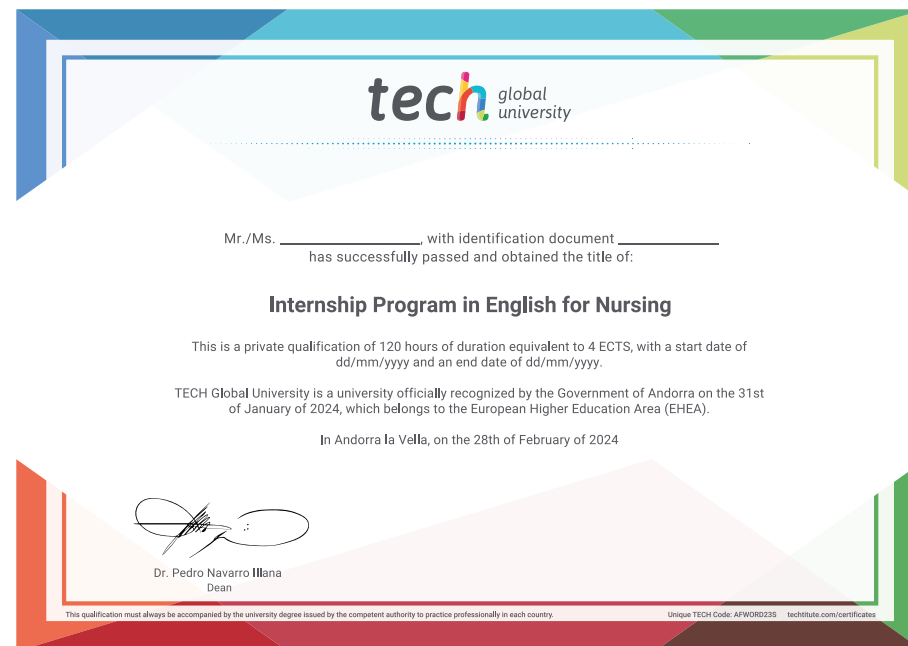 tech global university
Mr./Ms. ____________________, with identification document ______________
has successfully passed and obtained the title of:
Internship Program in English for Nursing
This is a private qualification of 120 hours of duration equivalent to 4 ECTS, with a start date of
dd/mm/yyyy and an end date of dd/mm/yyyy.
TECH Global University is a university officially recognized by the Government of Andorra on the 31st
of January of 2024, which belongs to the European Higher Education Area (EHEA).
In Andorra la Vella, on the 28th of February of 2024
Dr. Pedro Navarro Illana
Dean
This qualification must always be accompanied by the university degree issued by the competent authority to practice professionally in each country.
Unique TECH Code: AFWORD23S techtitute.com/certificates